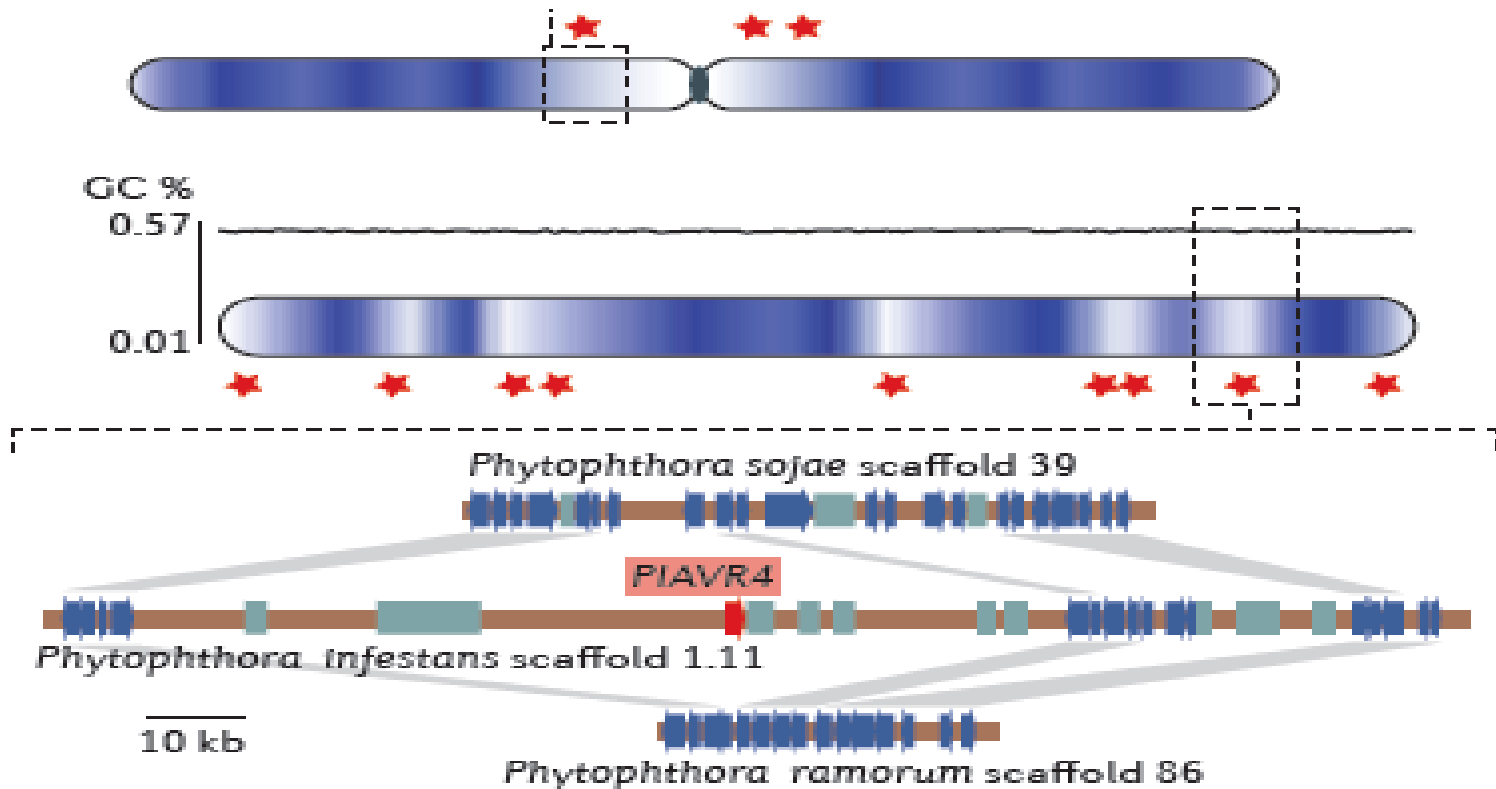 GC %
0.57
0.01
Phytophthora sojae scaffold 39
PIAVR4
Phytophthora infestans scaffold 1.11
10 kb
Phytophthora ramorum scaffold 86